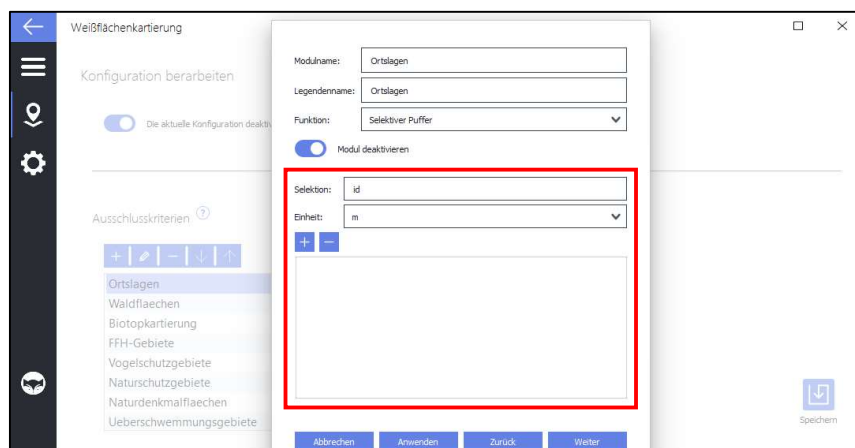 Weißflächenkartierung
Konfiguration berarbeiten
Die aktuelle Konfiguration deakti
Ausschlusskriterien ?
Ortslagen
Waldflaechen
Biotopkartierung
FFH-Gebiete
Vogelschutzgebiete
Naturschutzgebiete
Naturdenkmalflaechen
Ueberschwemmungsgebiete
Modulname: Ortslagen
Legendenname: Ortslagen
Funktion: Selektiver Puffer
Modul deaktivieren
Selektion: id
Einheit: m
Abbrechen Anwenden Zurück Weiter
Speichern